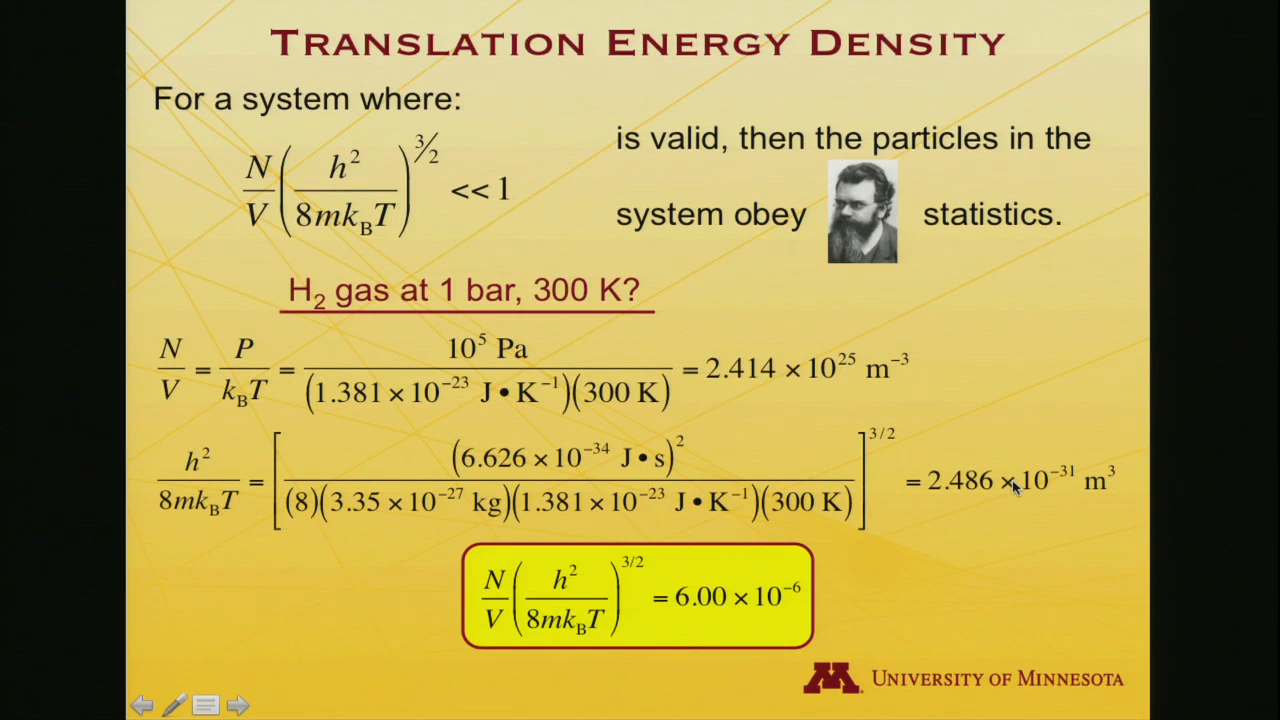 TRANSLATION ENERGY DENSITY
For a system where:
N/V (h²/8mk_BT)^3/2 << 1
is valid, then the particles in the
system obey statistics.
H₂ gas at 1 bar, 300 K?
N/V = P/k_BT = 10⁵ Pa/(1.381 × 10⁻²³ J • K⁻¹)(300 K) = 2.414 × 10²⁵ m⁻³
h²/8mk_BT = [(6.626 × 10⁻³⁴ J • s)²/(8)(3.35 × 10⁻²⁷ kg)(1.381 × 10⁻²³ J • K⁻¹)(300 K)]^3/2 = 2.486 × 10⁻³¹ m³
N/V (h²/8mk_BT)^3/2 = 6.00 × 10⁻⁶
M UNIVERSITY OF MINNESOTA